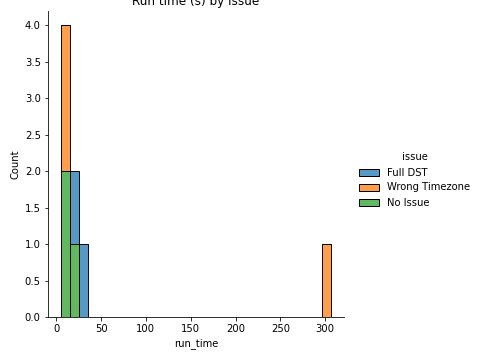 Run time (s) by issue
4.0
3.5
3.0
2.5
2.0
1.5
1.0
0.5
0.0
Count
0 50 100 150 200 250 300
run_time
issue
Full DST
Wrong Timezone
No Issue